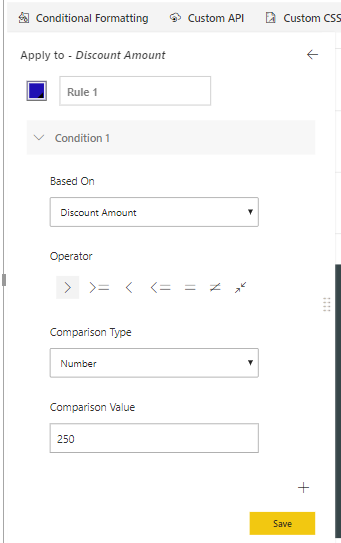 Conditional Formatting Custom API Custom CSS
Apply to - Discount Amount
Rule 1
Condition 1
Based On
Discount Amount
Operator
> >= < <= = ≠
Comparison Type
Number
Comparison Value
250
+
Save